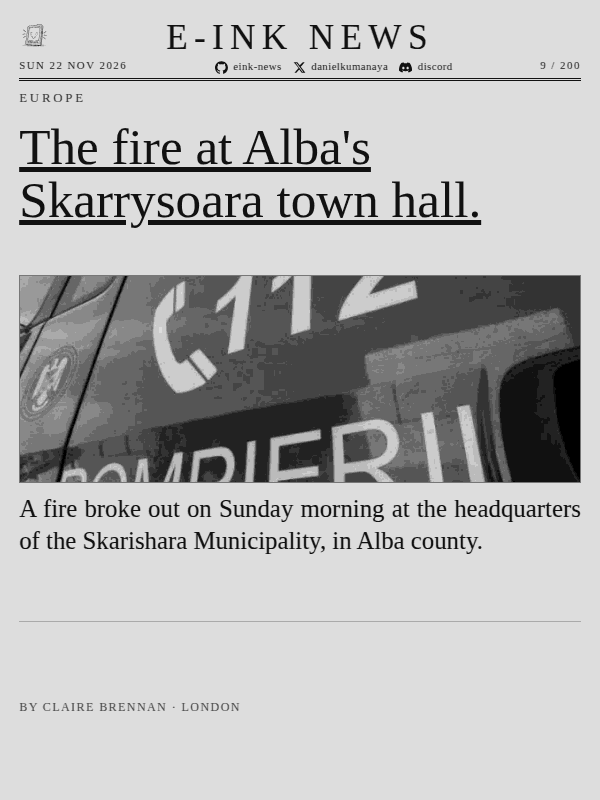 E-INK NEWS
SUN 22 NOV 2026
eink-news
danielkumanaya
discord
9 / 200
EUROPE
The fire at Alba's
Skarrysoara town hall.
112
POMPIERII
A fire broke out on Sunday morning at the headquarters
of the Skarishara Municipality, in Alba county.
BY CLAIRE BRENNAN · LONDON